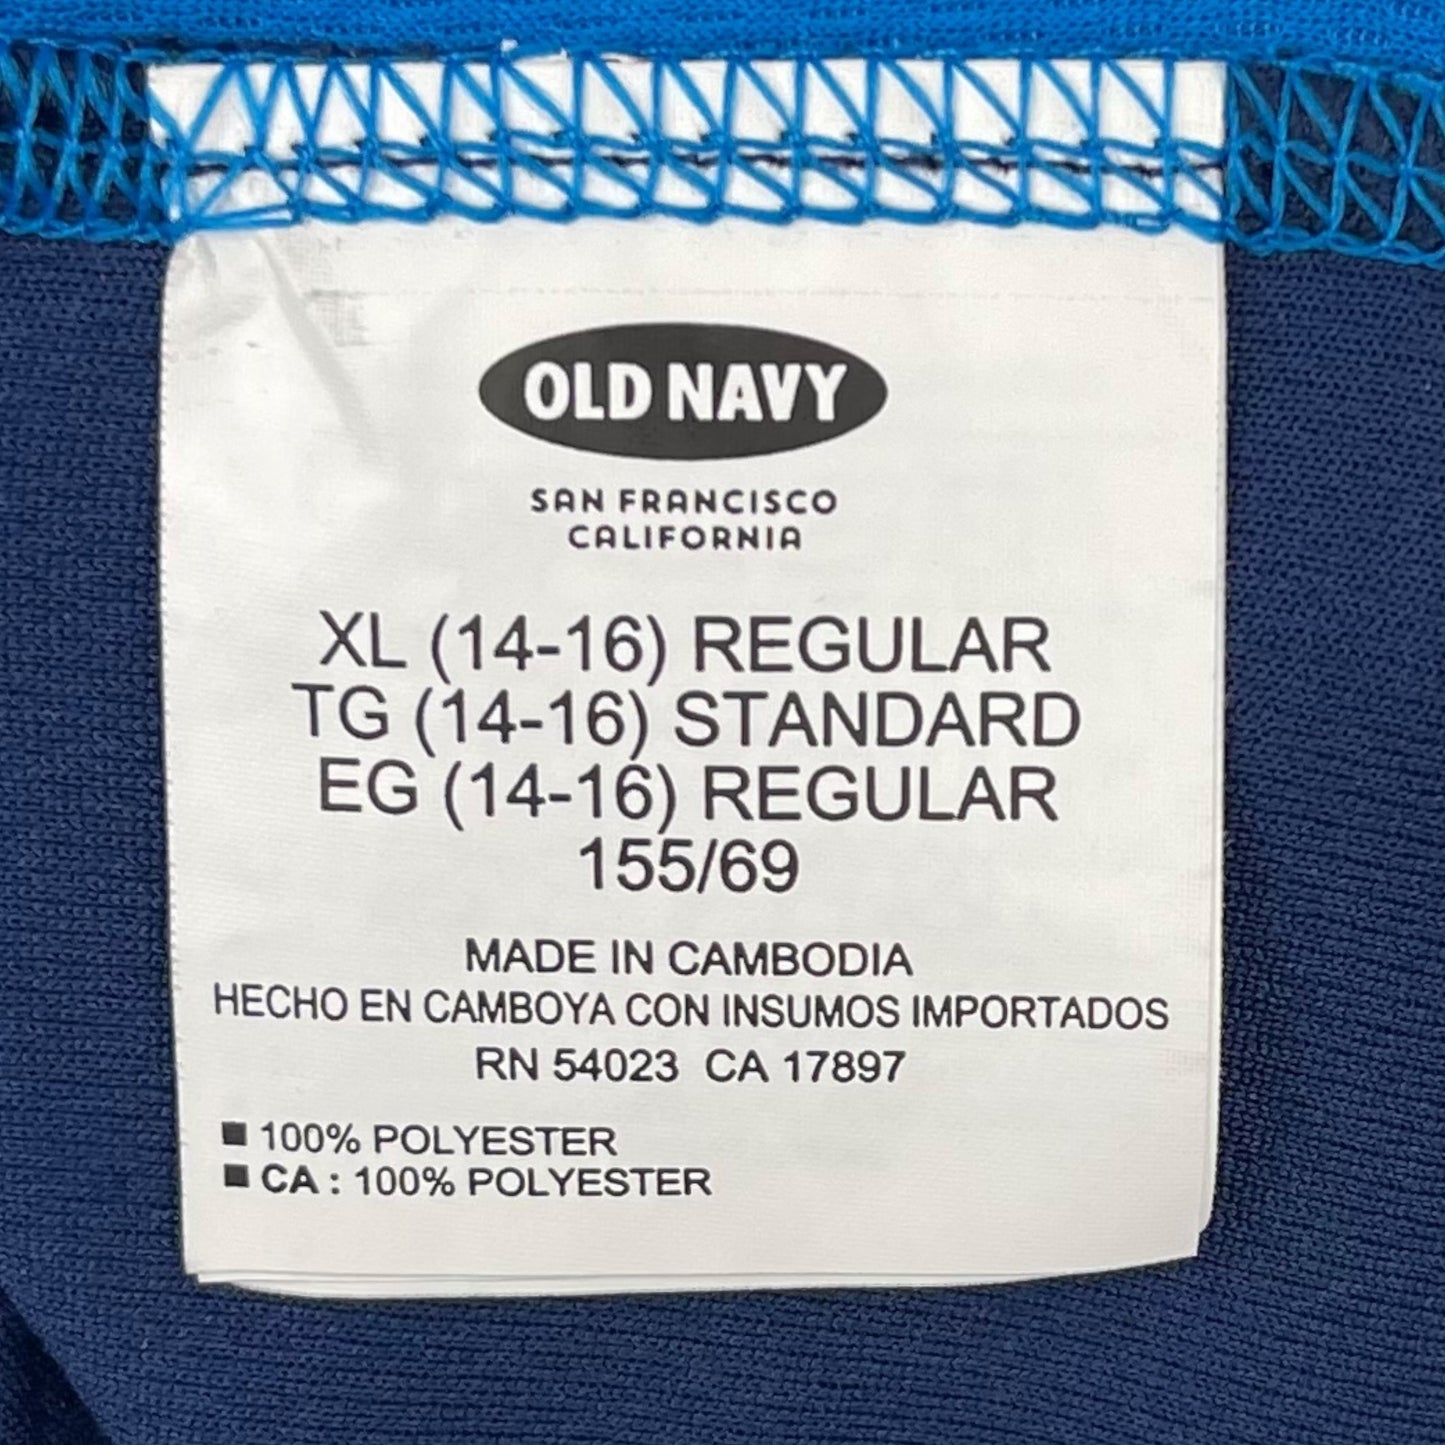 OLD NAVY
SAN FRANCISCO
CALIFORNIA
XL (14-16) REGULAR
TG (14-16) STANDARD
EG (14-16) REGULAR
155/69
MADE IN CAMBODIA
HECHO EN CAMBOYA CON INSUMOS IMPORTADOS
RN 54023 CA 17897
■ 100% POLYESTER
■ CA : 100% POLYESTER